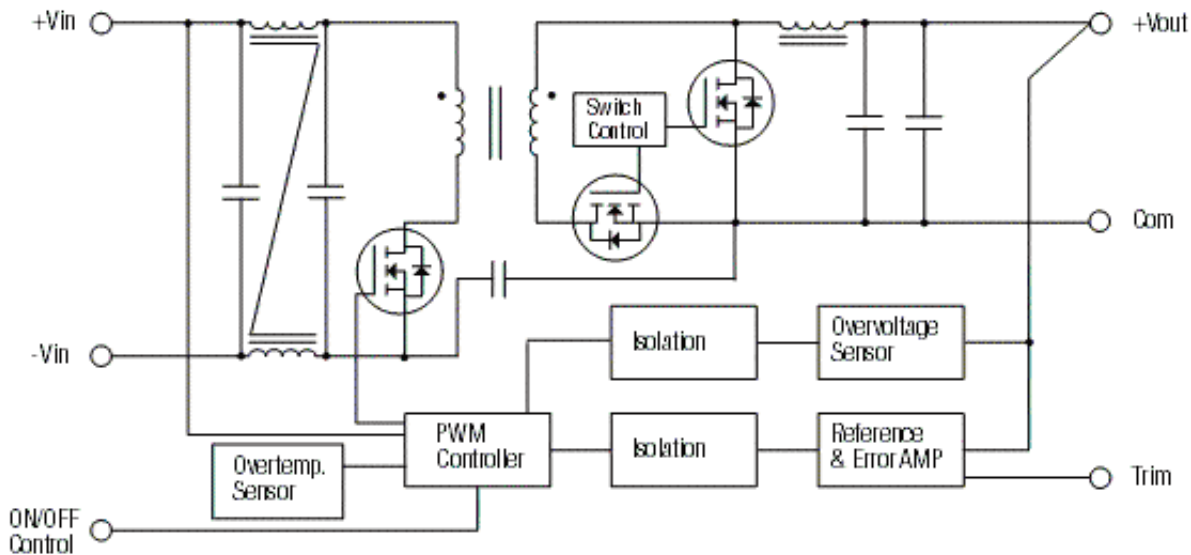 +Vin
+Vout
Switch
Control
Com
-Vin
Isolation
Overvoltage
Sensor
PWM
Controller
Isolation
Reference
& Error AMP
Overtemp.
Sensor
Trim
ON/OFF
Control